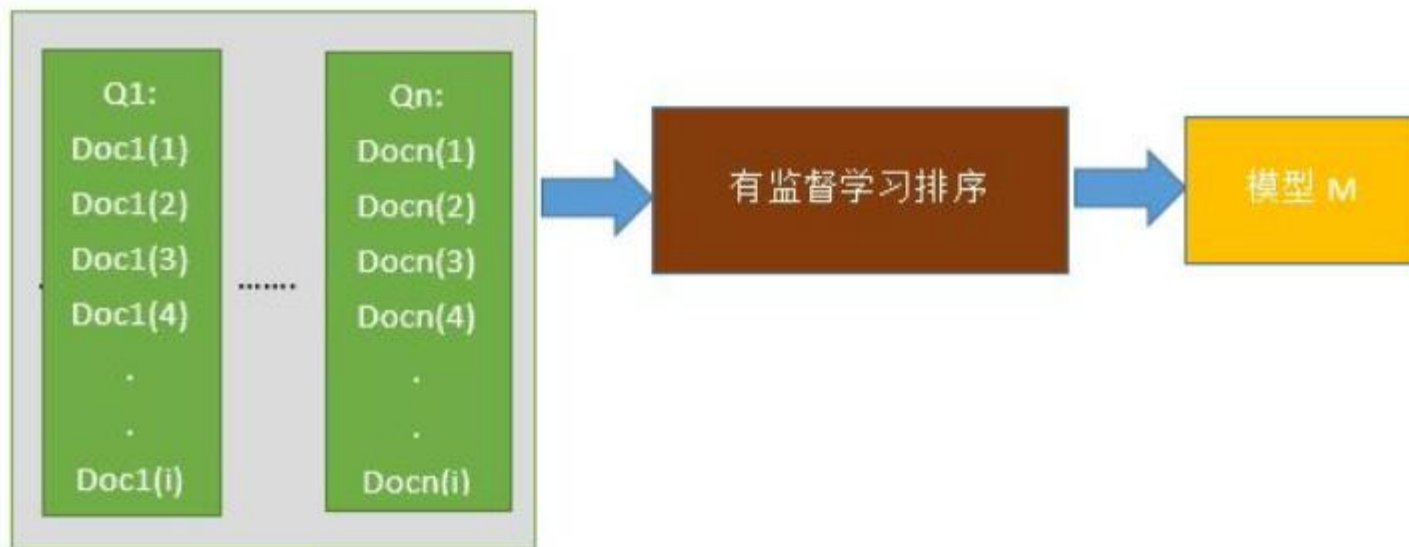 Q1:
Doc1(1)
Doc1(2)
Doc1(3)
Doc1(4)
.
.
Doc1(i)
.......
Qn:
Docn(1)
Docn(2)
Docn(3)
Docn(4)
.
.
Docn(i)
有监督学习排序
模型 M